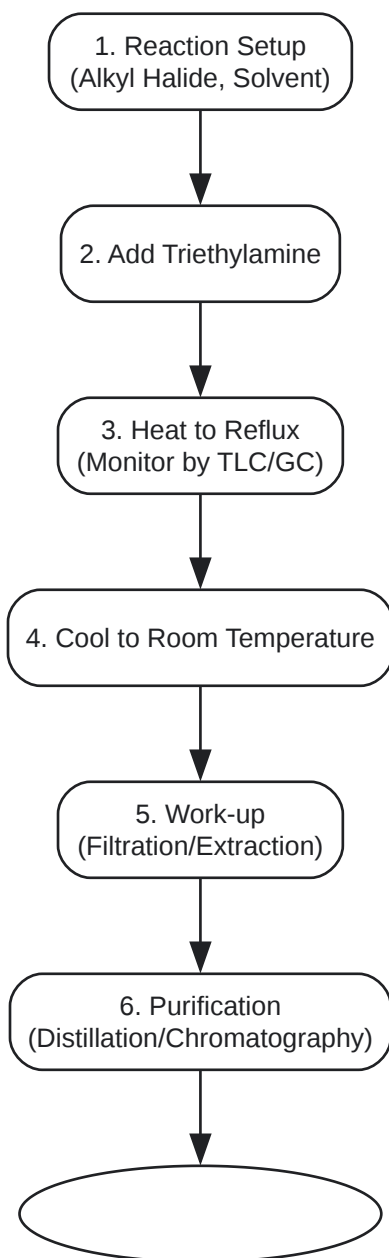 1. Reaction Setup
(Alkyl Halide, Solvent)
2. Add Triethylamine
3. Heat to Reflux
(Monitor by TLC/GC)
4. Cool to Room Temperature
5. Work-up
(Filtration/Extraction)
6. Purification
(Distillation/Chromatography)